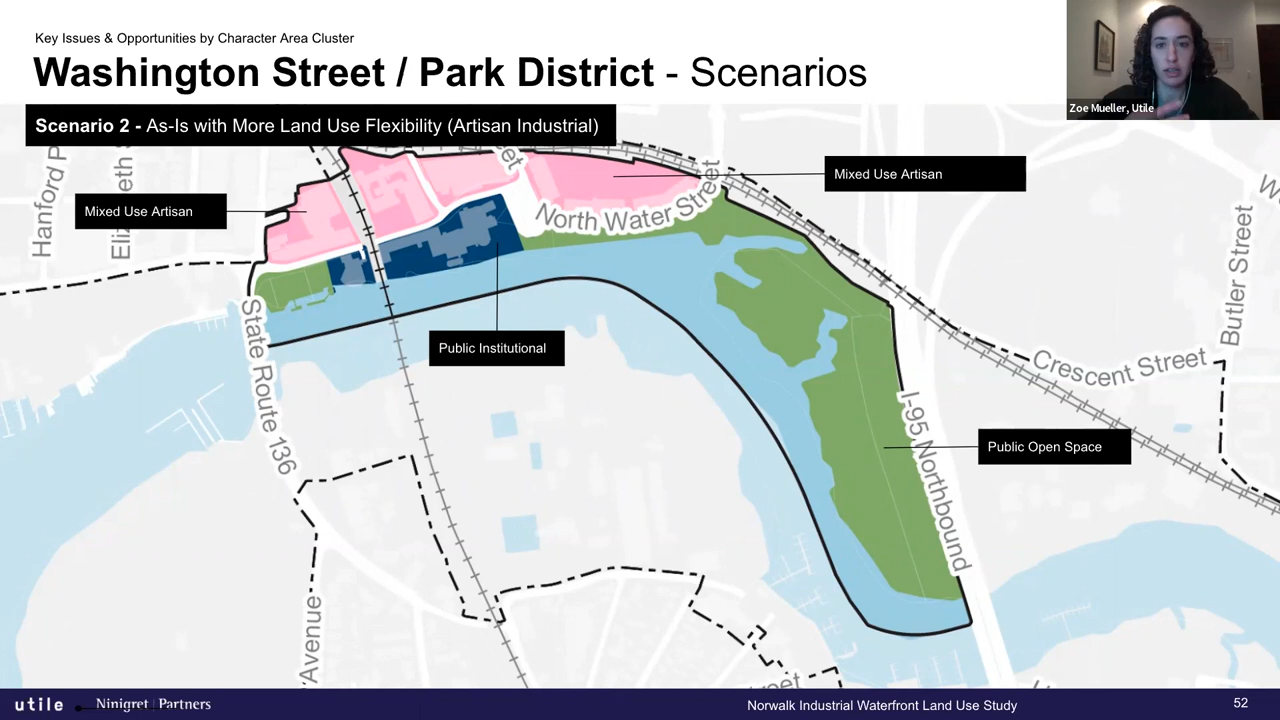 Key Issues & Opportunities by Character Area Cluster
Washington Street / Park District - Scenarios
Zoe Mueller, Utile
Scenario 2 - As-Is with More Land Use Flexibility (Artisan Industrial)
Hanford
Mixed Use Artisan
Mixed Use Artisan
North Water Street
Public Institutional
State Route 136
Butler Street
Crescent Street
I-95 Northbound
Public Open Space
Avenue
utile
Ninigret Partners
Norwalk Industrial Waterfront Land Use Study
52